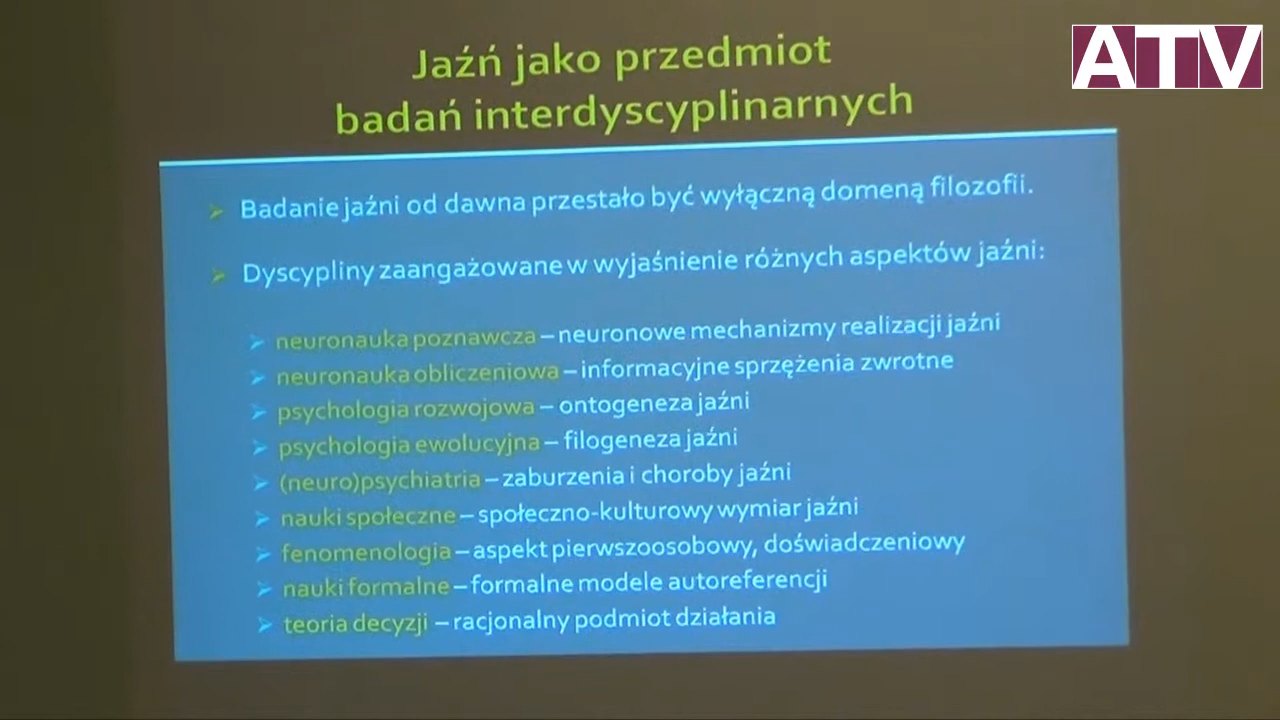 ATV
Jaźń jako przedmiot
badań interdyscyplinarnych
Badanie jaźni od dawna przestało być wyłączną domeną filozofii.
Dyscypliny zaangażowane w wyjaśnienie różnych aspektów jaźni:
neuronauka poznawcza – neuronowe mechanizmy realizacji jaźni
neuronauka obliczeniowa – informacyjne sprzężenia zwrotne
psychologia rozwojowa – ontogeneza jaźni
psychologia ewolucyjna – filogeneza jaźni
(neuro)psychiatria – zaburzenia i choroby jaźni
nauki społeczne – społeczno-kulturowy wymiar jaźni
fenomenologia – aspekt pierwszoosobowy, doświadczeniowy
nauki formalne – formalne modele autoreferencji
teoria decyzji – racjonalny podmiot działania